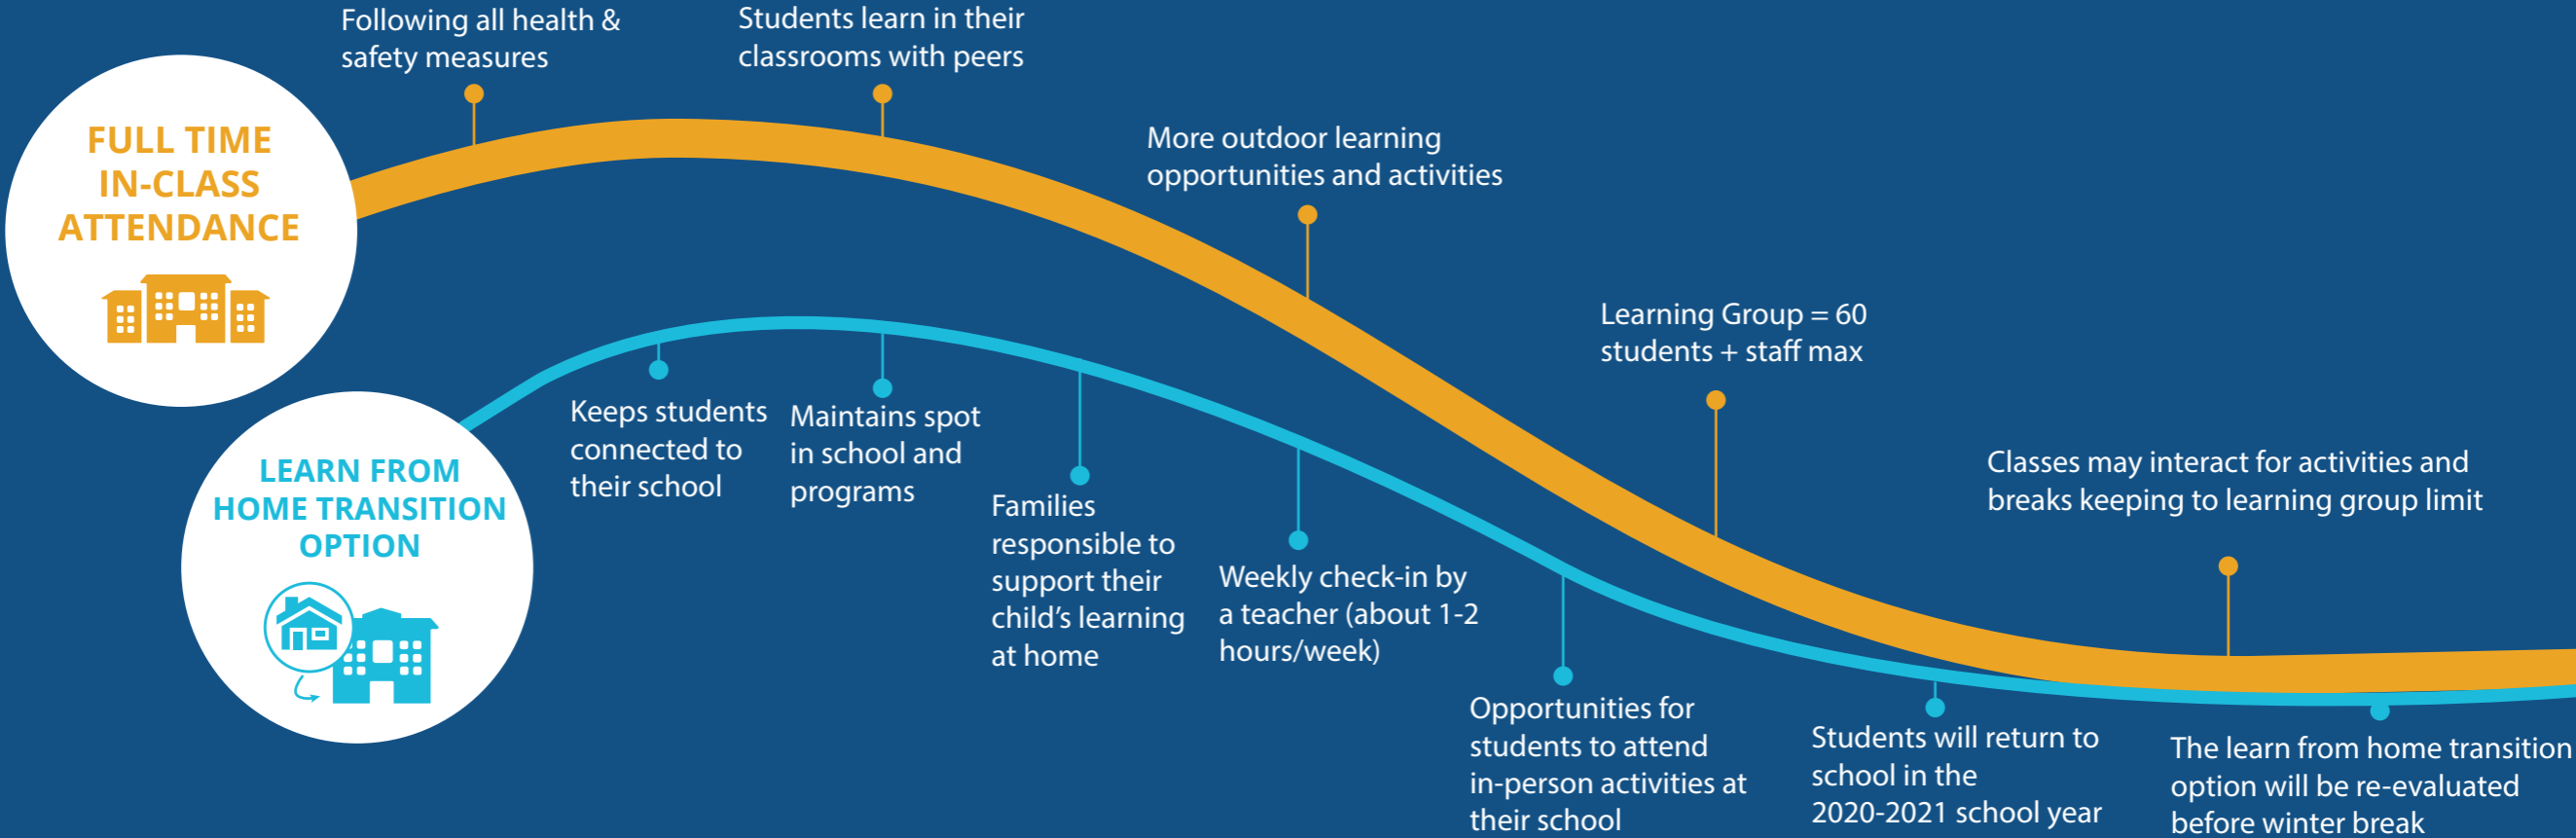 FULL TIME
IN-CLASS
ATTENDANCE
Following all health &
safety measures
Students learn in their
classrooms with peers
More outdoor learning
opportunities and activities
Learning Group = 60
students + staff max
Classes may interact for activities and
breaks keeping to learning group limit
LEARN FROM
HOME TRANSITION
OPTION
Keeps students
connected to
their school
Maintains spot
in school and
programs
Families
responsible to
support their
child’s learning
at home
Weekly check-in by
a teacher (about 1-2
hours/week)
Opportunities for
students to attend
in-person activities at
their school
Students will return to
school in the
2020-2021 school year
The learn from home transition
option will be re-evaluated
before winter break